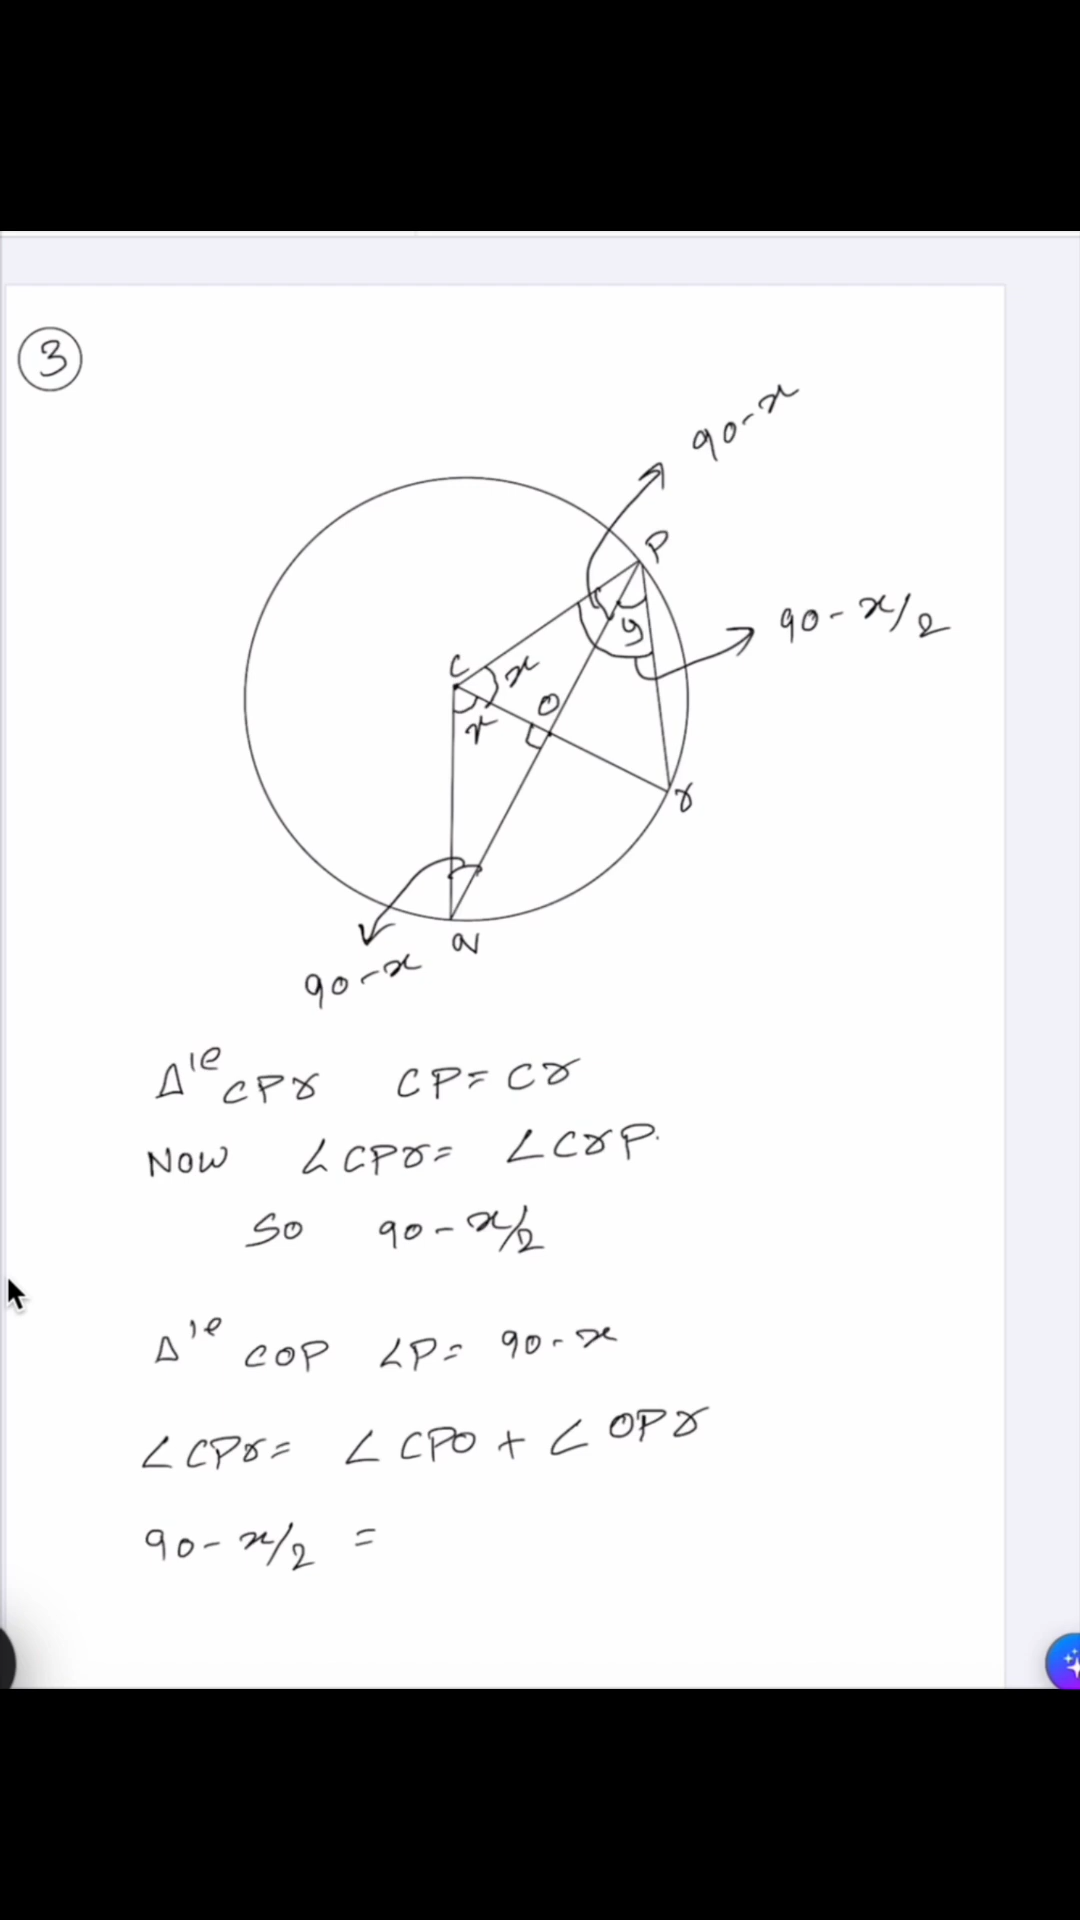 3
90-x
P
90-x/2
y
C
x
O
x
r
Q
90-x
Δ'le CPr CP = Cr
Now ∠CPr = ∠CrP.
So 90 - x/2
Δ'le COP ∠P = 90 - x
∠CPr = ∠CPO + ∠OPr
90 - x/2 =